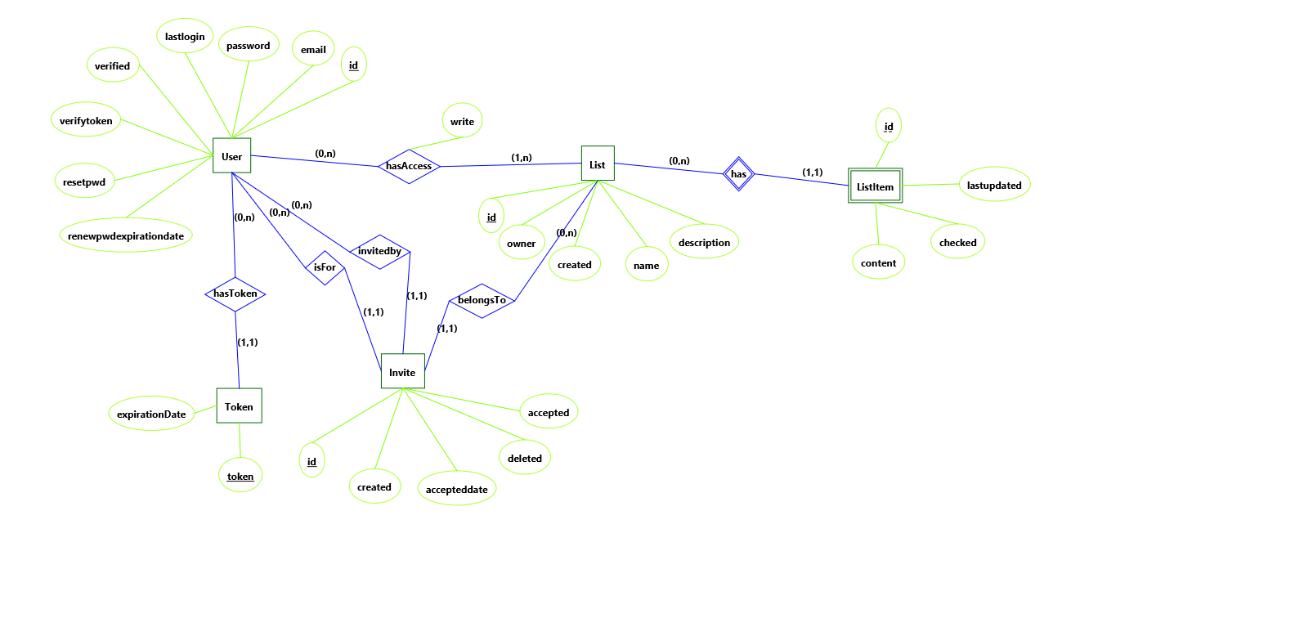 lastlogin
password
email
id
verified
verifytoken
resetpwd
renewpwdexpirationdate
User
(0,n)
hasAccess
write
(1,n)
List
(0,n)
has
(1,1)
ListItem
id
lastupdated
checked
content
id
owner
created
name
description
(0,n)
(0,n)
(0,n)
(0,n)
invitedby
isFor
hasToken
belongsTo
(1,1)
(1,1)
(1,1)
(1,1)
Invite
Token
expirationDate
token
id
created
accepteddate
deleted
accepted